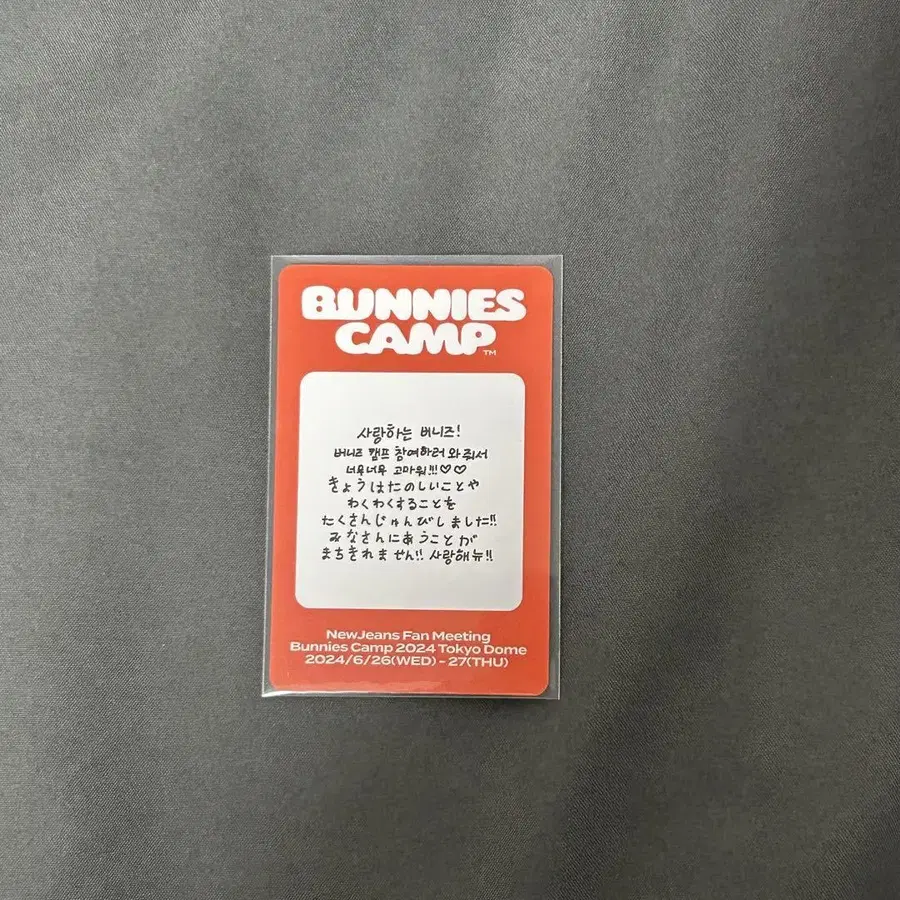 BUNNIES
CAMP™
사랑하는 버니즈!
버니즈 캠프 참여하러 와줘서
너무너무 고마워!!!♡♡
きょうはたのしいことや
わくわくすることを
たくさんじゅんびしました!!
みなさんにあうことが
まちきれません!! 사랑해뉴!!
NewJeans Fan Meeting
Bunnies Camp 2024 Tokyo Dome
2024/6/26(WED) - 27(THU)